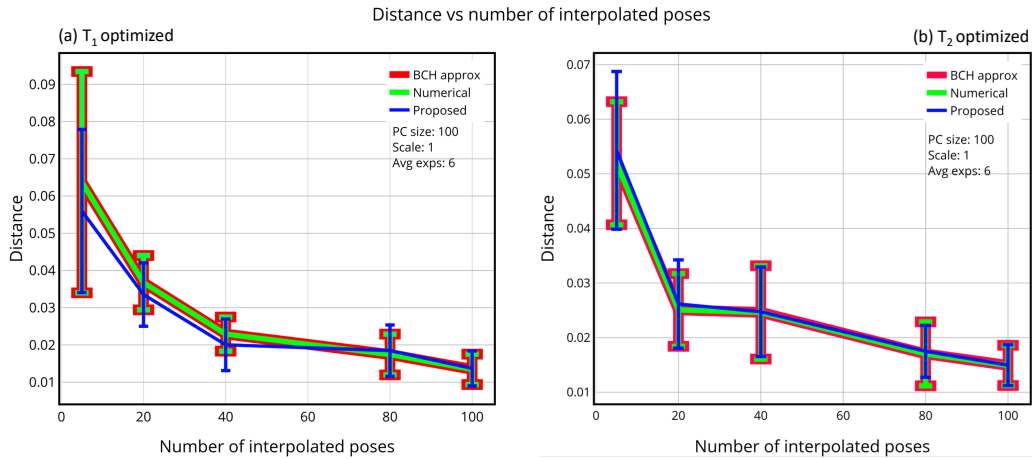 Distance vs number of interpolated poses
(a) T₁ optimized
(b) T₂ optimized
Distance
0.09
0.08
0.07
0.06
0.05
0.04
0.03
0.02
0.01
BCH approx
Numerical
Proposed
PC size: 100
Scale: 1
Avg exps: 6
0 20 40 60 80 100
Number of interpolated poses
Distance
0.07
0.06
0.05
0.04
0.03
0.02
0.01
BCH approx
Numerical
Proposed
PC size: 100
Scale: 1
Avg exps: 6
0 20 40 60 80 100
Number of interpolated poses